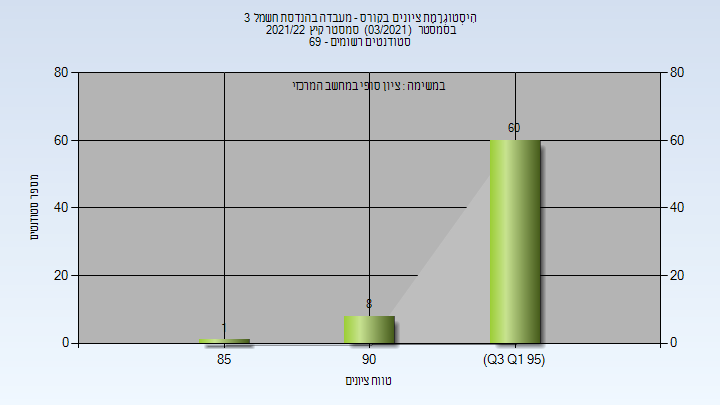 היסטוגרמת ציונים בקורס - מעבדה בהנדסת חשמל 3
בסמסטר (03/2021) סמסטר קיץ 2021/22
סטודנטים רשומים - 69
במשימה : ציון סופי במחשב המרכזי
80
80
60
60
60
40
40
20
20
8
1
0
0
85
90
(Q3 Q1 95)
מספר סטודנטים
טווח ציונים